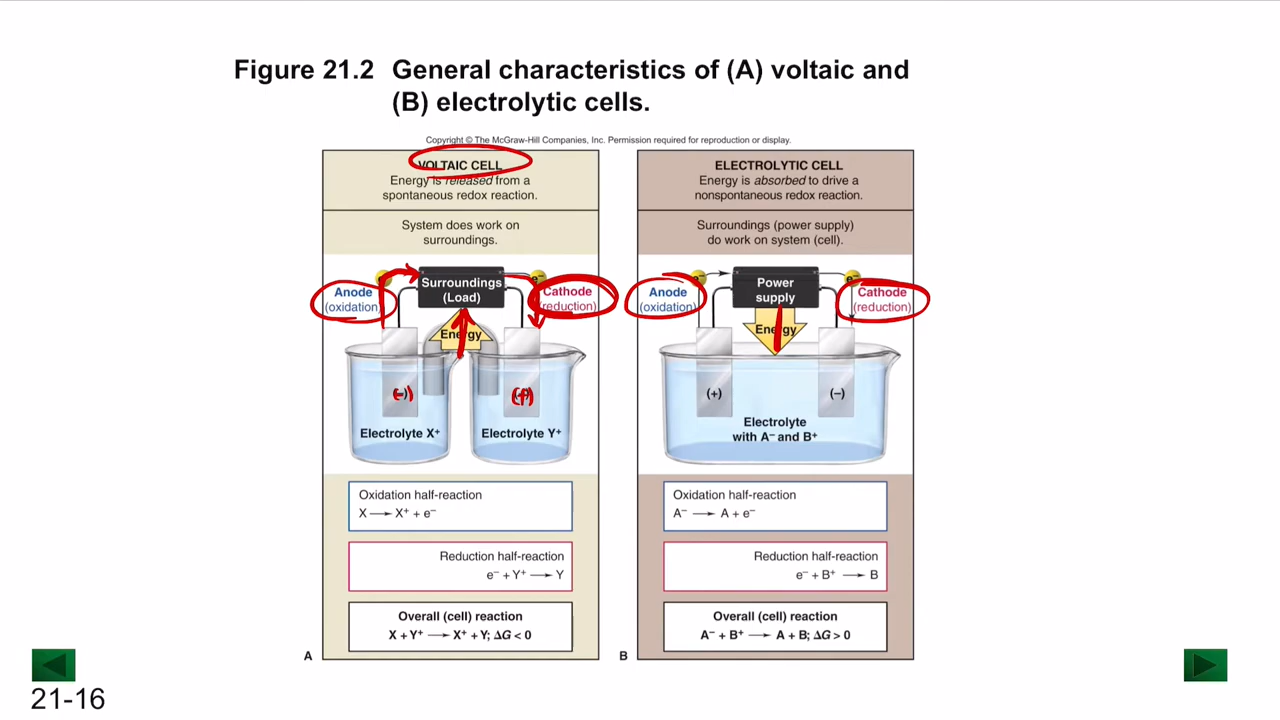 Figure 21.2 General characteristics of (A) voltaic and
(B) electrolytic cells.
Copyright © The McGraw-Hill Companies, Inc. Permission required for reproduction or display.
VOLTAIC CELL
Energy is released from a
spontaneous redox reaction.
System does work on
surroundings.
Anode
(oxidation)
Surroundings
(Load)
e⁻
Cathode
(reduction)
Energy
(−)
(+)
Electrolyte X⁺
Electrolyte Y⁺
Oxidation half-reaction
X ⟶ X⁺ + e⁻
Reduction half-reaction
e⁻ + Y⁺ ⟶ Y
Overall (cell) reaction
X + Y⁺ ⟶ X⁺ + Y; ΔG < 0
A
ELECTROLYTIC CELL
Energy is absorbed to drive a
nonspontaneous redox reaction.
Surroundings (power supply)
do work on system (cell).
Anode
(oxidation)
e⁻
Power
supply
e⁻
Cathode
(reduction)
Energy
(+)
(−)
Electrolyte
with A⁻ and B⁺
Oxidation half-reaction
A⁻ ⟶ A + e⁻
Reduction half-reaction
e⁻ + B⁺ ⟶ B
Overall (cell) reaction
A⁻ + B⁺ ⟶ A + B; ΔG > 0
B
21-16